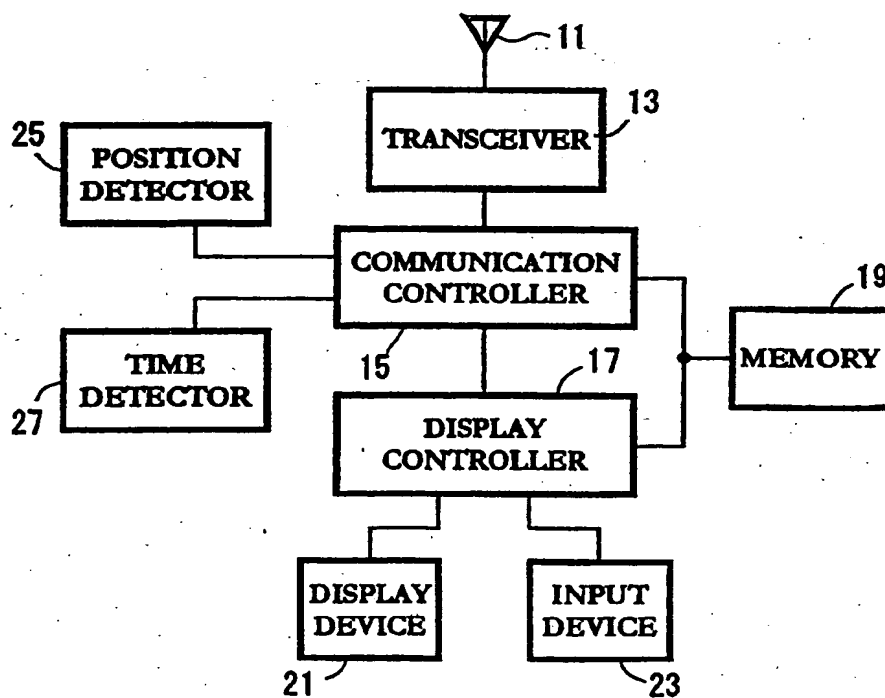 11
TRANSCEIVER
13
25
POSITION
DETECTOR
COMMUNICATION
CONTROLLER
15
19
MEMORY
TIME
DETECTOR
27
17
DISPLAY
CONTROLLER
DISPLAY
DEVICE
21
INPUT
DEVICE
23